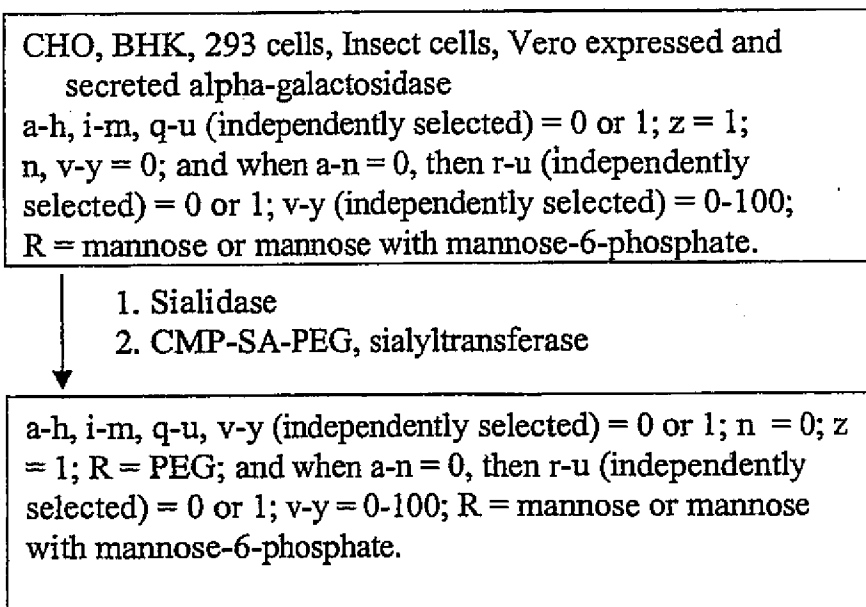 CHO, BHK, 293 cells, Insect cells, Vero expressed and
secreted alpha-galactosidase
a-h, i-m, q-u (independently selected) = 0 or 1; z = 1;
n, v-y = 0; and when a-n = 0, then r-u (independently
selected) = 0 or 1; v-y (independently selected) = 0-100;
R = mannose or mannose with mannose-6-phosphate.
1. Sialidase
2. CMP-SA-PEG, sialyltransferase
a-h, i-m, q-u, v-y (independently selected) = 0 or 1; n = 0; z
= 1; R = PEG; and when a-n = 0, then r-u (independently
selected) = 0 or 1; v-y = 0-100; R = mannose or mannose
with mannose-6-phosphate.